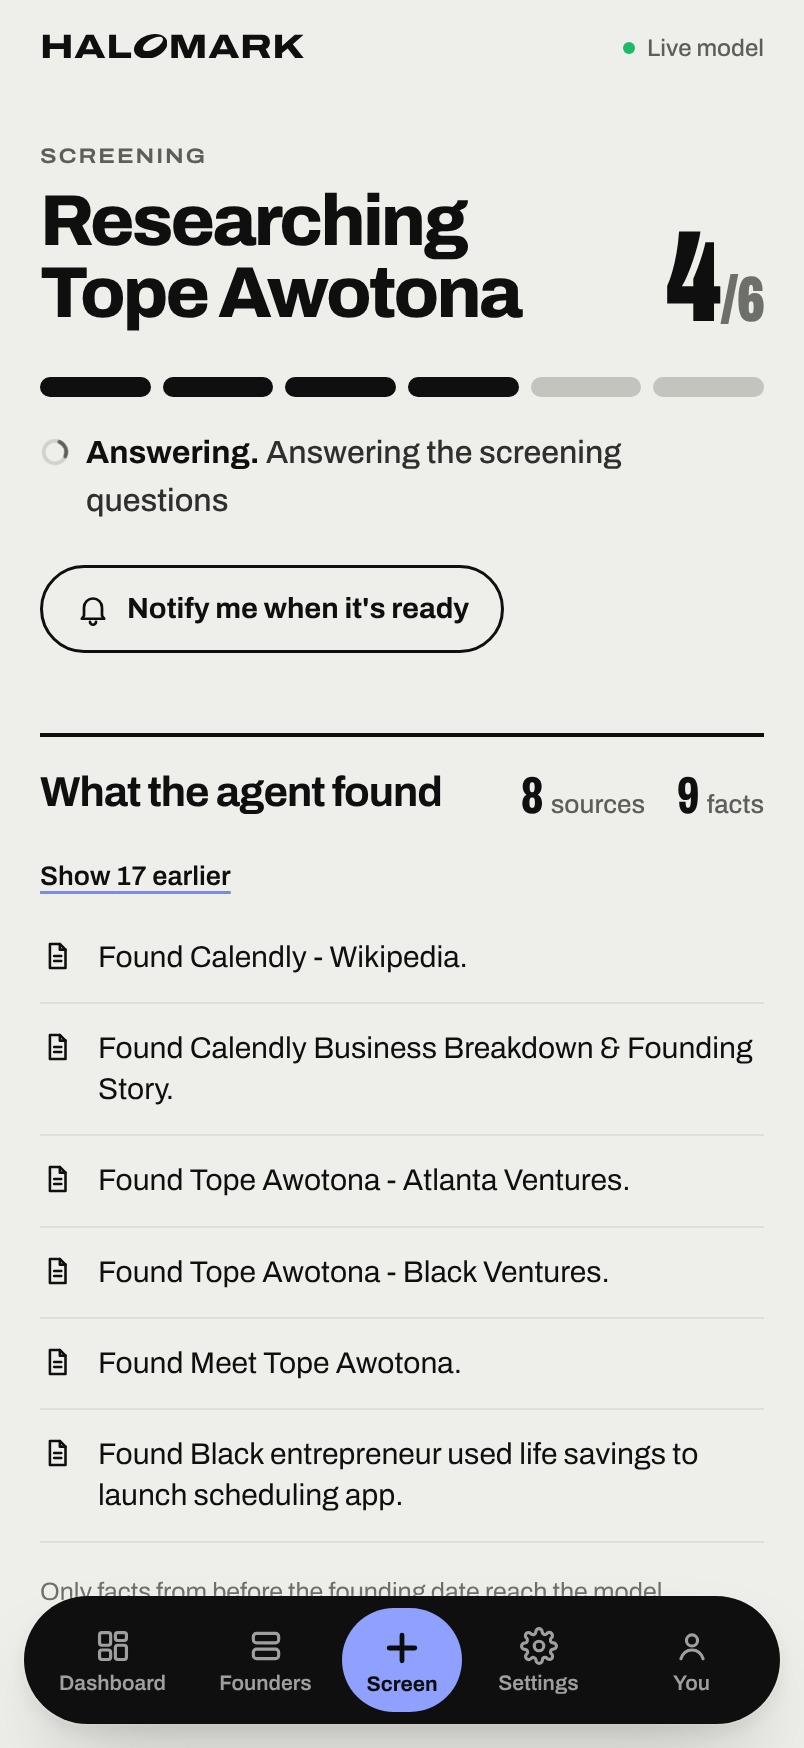 HALOMARK
Live model
SCREENING
Researching
Tope Awotona
4/6
Answering. Answering the screening
questions
Notify me when it's ready
What the agent found
8 sources
9 facts
Show 17 earlier
Found Calendly - Wikipedia.
Found Calendly Business Breakdown & Founding
Story.
Found Tope Awotona - Atlanta Ventures.
Found Tope Awotona - Black Ventures.
Found Meet Tope Awotona.
Found Black entrepreneur used life savings to
launch scheduling app.
Only facts from before the founding date reach the model.
Dashboard
Founders
Screen
Settings
You